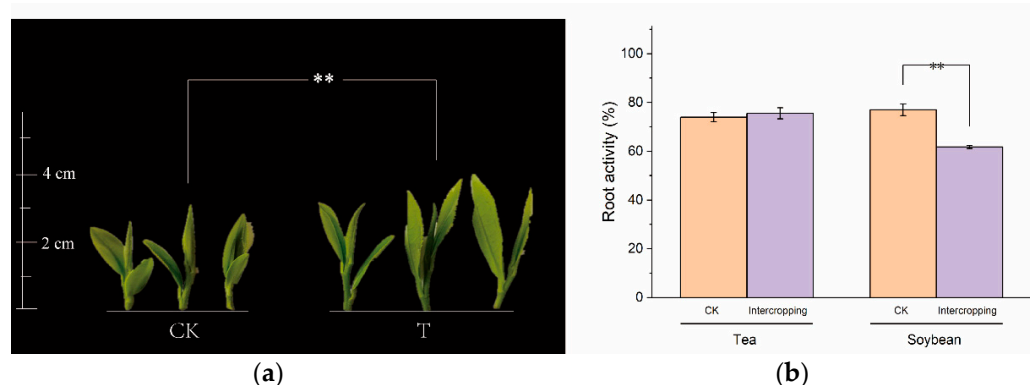 **
4 cm
2 cm
CK
T
(a)
Root activity (%)
100
80
60
40
20
0
**
CK
Intercropping
CK
Intercropping
Tea
Soybean
(b)